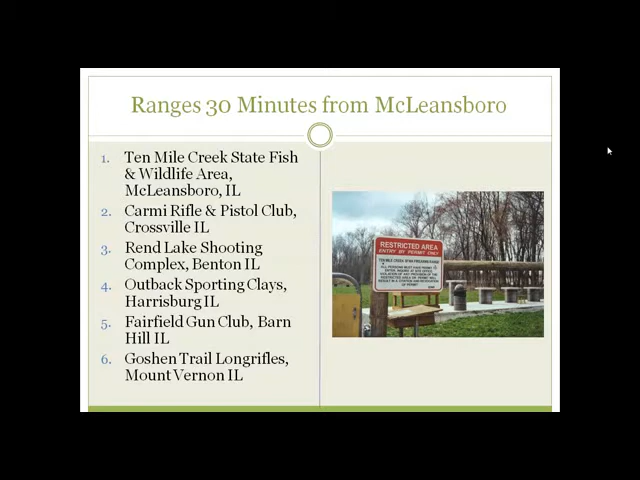 Ranges 30 Minutes from McLeansboro
1. Ten Mile Creek State Fish
& Wildlife Area,
McLeansboro, IL
2. Carmi Rifle & Pistol Club,
Crossville IL
3. Rend Lake Shooting
Complex, Benton IL
4. Outback Sporting Clays,
Harrisburg IL
5. Fairfield Gun Club, Barn
Hill IL
6. Goshen Trail Longrifles,
Mount Vernon IL
RESTRICTED AREA
ENTRY BY PERMIT ONLY